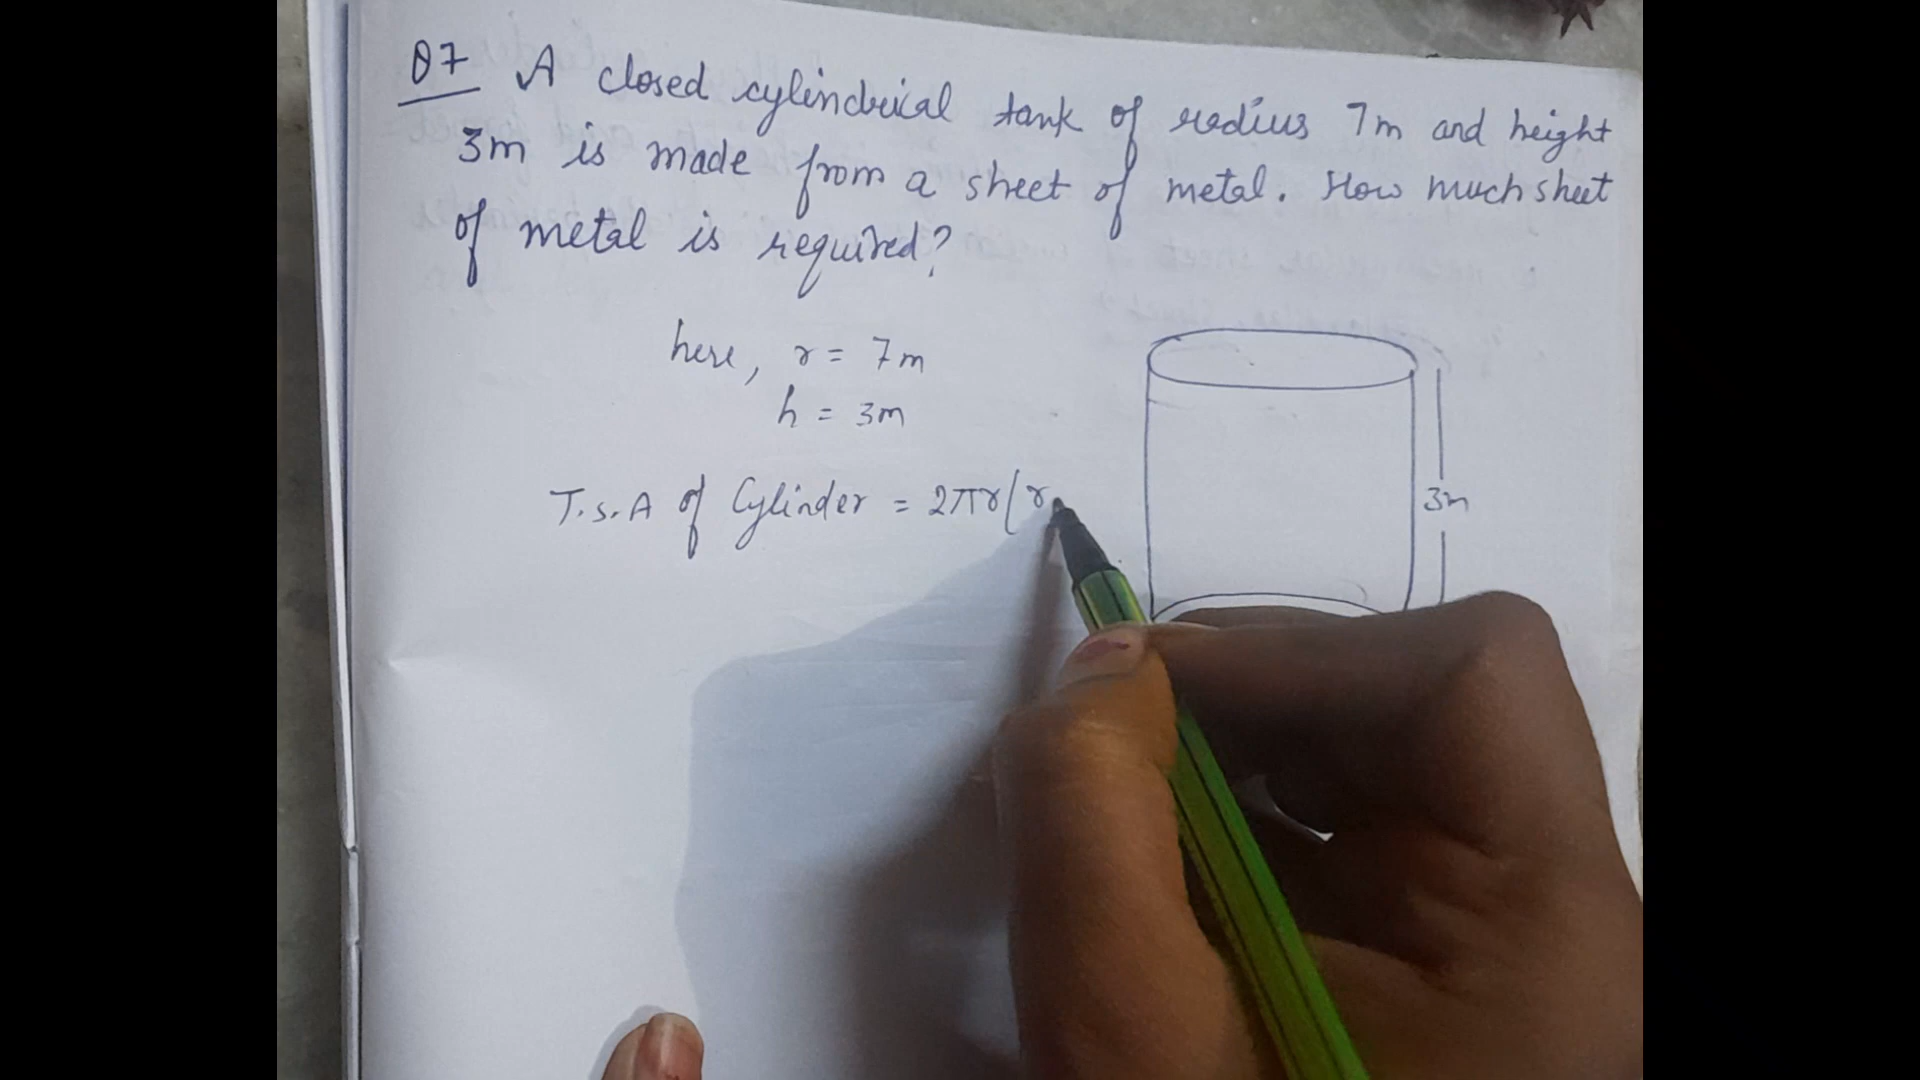 Q7 A closed cylindrical tank of radius 7m and height
3m is made from a sheet of metal. How much sheet
of metal is required?
here, r = 7m
h = 3m
T.S.A of Cylinder = 2πr(r
3m